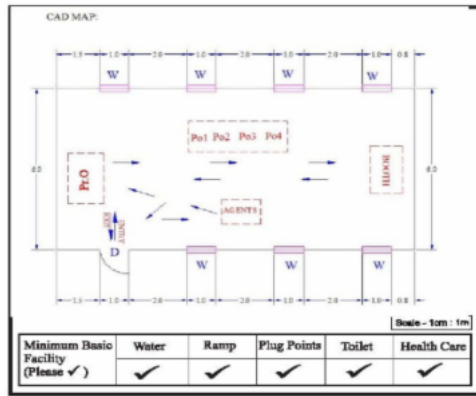 CAD MAP:
1.5 1.0 2.0 1.0 2.0 1.0 2.0 1.0 0.8
W W W W
Po1 Po2 Po3 Po4
6.0 Pr.O BOOTH 6.0
AGENTS
EXIT ENTRY
D W W W
1.5 1.0 2.0 1.0 2.0 1.0 2.0 1.0 0.8
Scale - 1cm : 1m
Minimum Basic Facility (Please ✓) Water Ramp Plug Points Toilet Health Care
✓ ✓ ✓ ✓ ✓